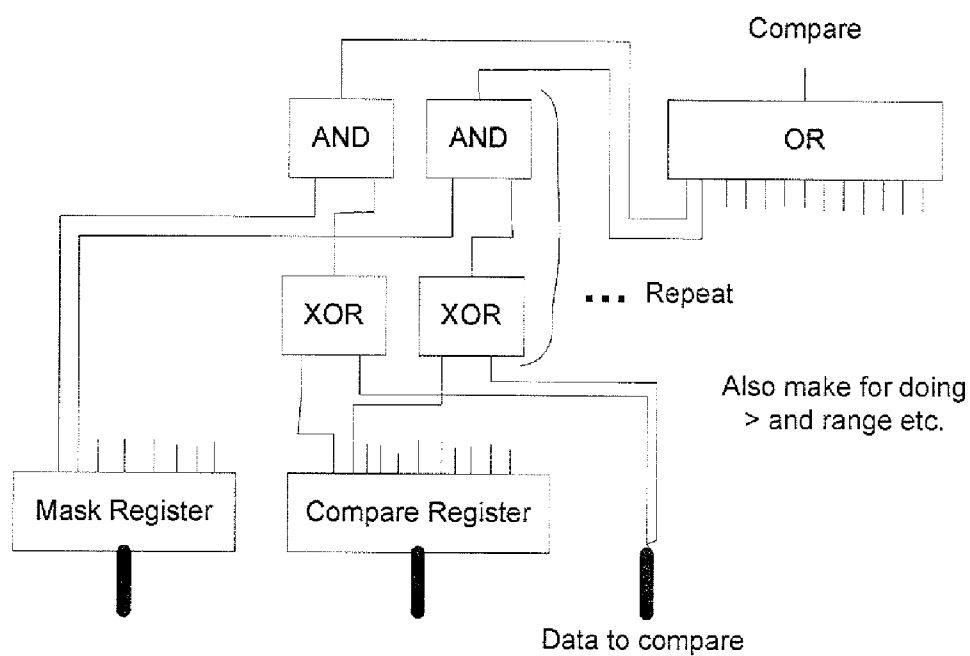 Compare
AND
AND
OR
XOR
XOR
... Repeat
Also make for doing
> and range etc.
Mask Register
Compare Register
Data to compare